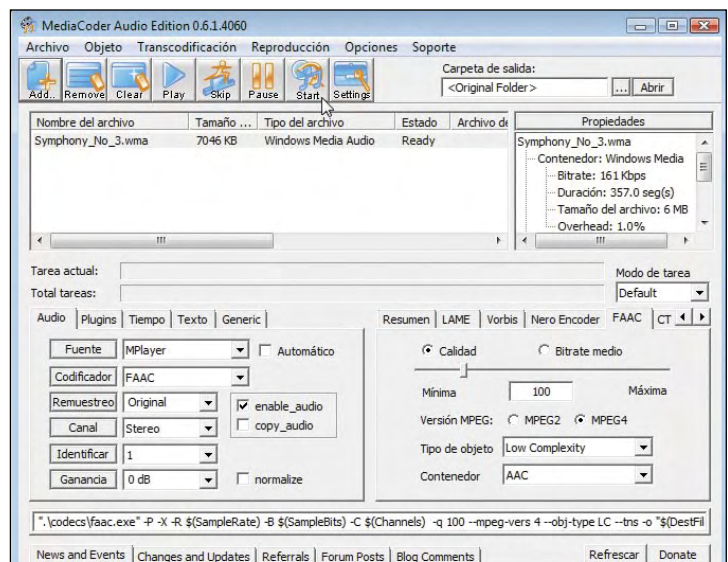 MediaCoder Audio Edition 0.6.1.4060
Archivo Objeto Transcodificación Reproducción Opciones Soporte
Add.. Remove Clear Play Skip Pause Start Settings
Carpeta de salida:
<Original Folder> ... Abrir
Nombre del archivo Tamaño ... Tipo del archivo Estado Archivo de
Symphony_No_3.wma 7046 KB Windows Media Audio Ready
Propiedades
Symphony_No_3.wma
Contenedor: Windows Media
Bitrate: 161 Kbps
Duración: 357.0 seg(s)
Tamaño del archivo: 6 MB
Overhead: 1.0%
Tarea actual:
Total tareas:
Modo de tarea
Default
Audio Plugins Tiempo Texto Generic
Fuente MPlayer Automático
Codificador FAAC
Remuestreo Original enable_audio
Canal Stereo copy_audio
Identificar 1
Ganancia 0 dB normalize
Resumen LAME Vorbis Nero Encoder FAAC CT
Calidad Bitrate medio
Mínima 100 Máxima
Versión MPEG: MPEG2 MPEG4
Tipo de objeto Low Complexity
Contenedor AAC
".\codecs\faac.exe" -P -X -R $(SampleRate) -B $(SampleBits) -C $(Channels) -q 100 --mpeg-vers 4 --obj-type LC --tns -o "$(DestFil
News and Events Changes and Updates Referrals Forum Posts Blog Comments Refrescar Donate